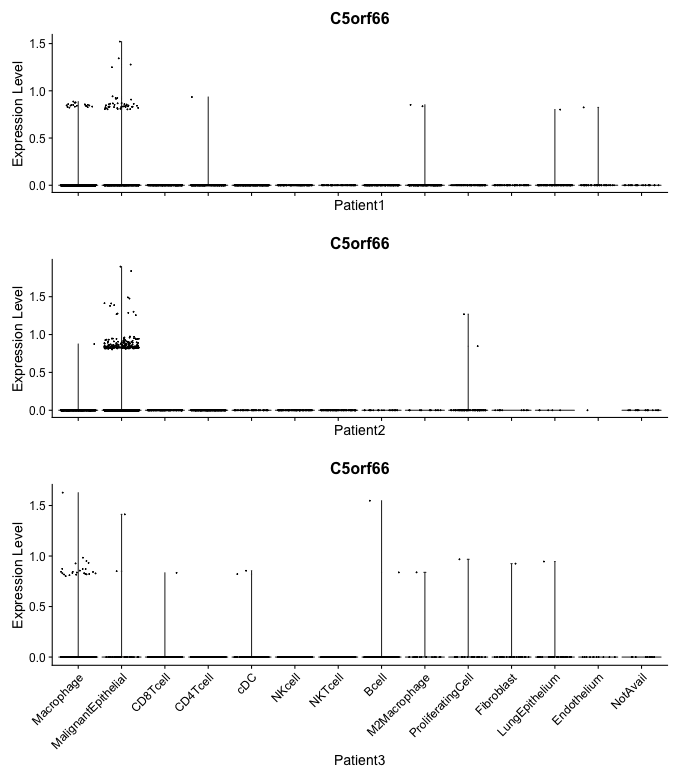 C5orf66
Expression Level
1.5
1.0
0.5
0.0
Patient1
C5orf66
Expression Level
1.5
1.0
0.5
0.0
Patient2
C5orf66
Expression Level
1.5
1.0
0.5
0.0
Macrophage
MalignantEpithelial
CD8Tcell
CD4Tcell
cDC
NKcell
NKTcell
Bcell
M2Macrophage
ProliferatingCell
Fibroblast
LungEpithelium
Endothelium
NotAvail
Patient3